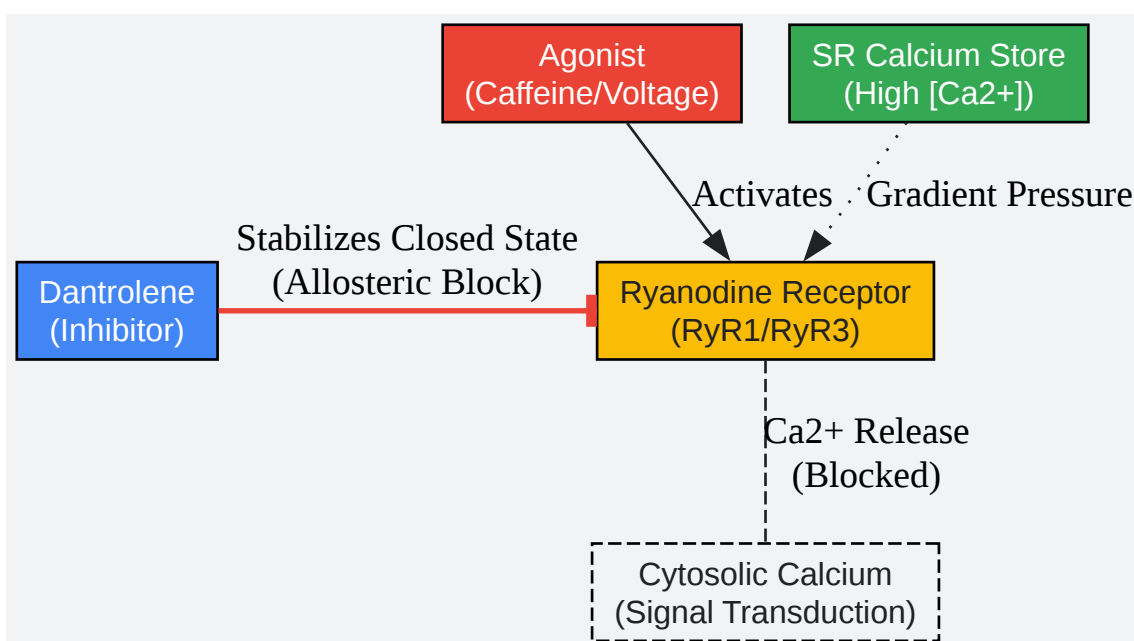 Agonist
(Caffeine/Voltage)
SR Calcium Store
(High [Ca2+])
Activates
Gradient Pressure
Stabilizes Closed State
(Allosteric Block)
Dantrolene
(Inhibitor)
Ryanodine Receptor
(RyR1/RyR3)
Ca2+ Release
(Blocked)
Cytosolic Calcium
(Signal Transduction)